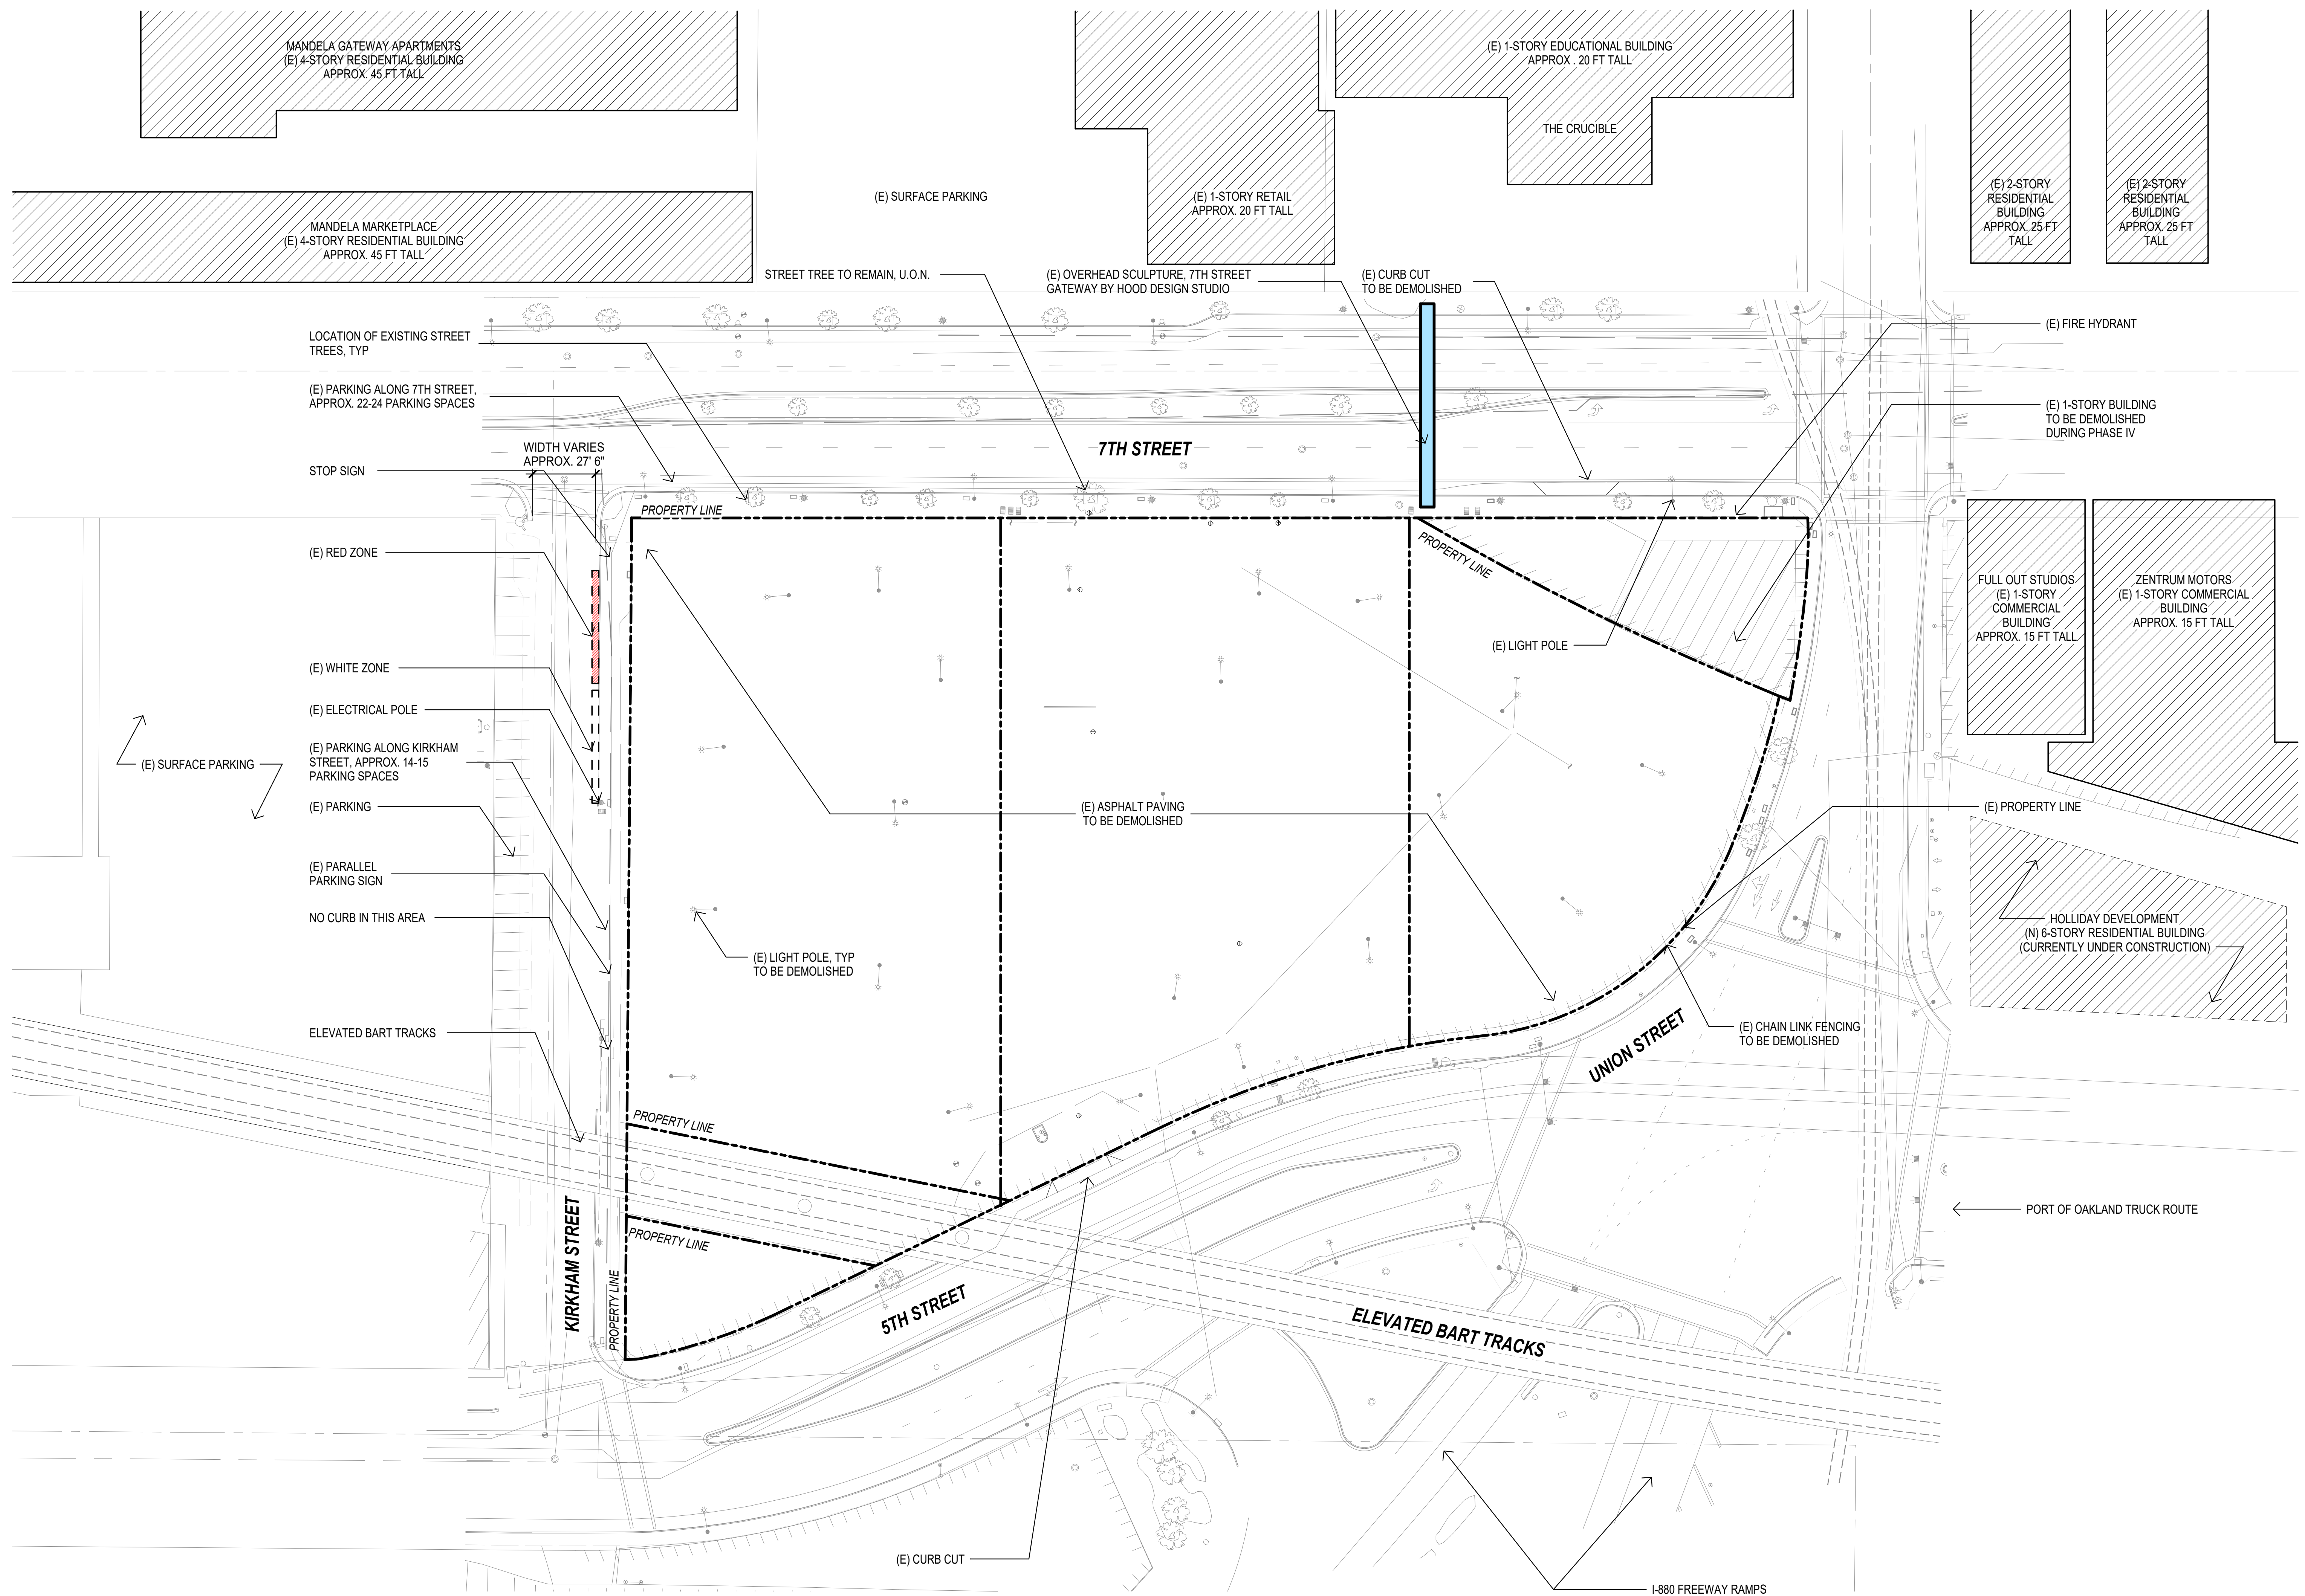 MANDELA GATEWAY APARTMENTS
(E) 4-STORY RESIDENTIAL BUILDING
APPROX. 45 FT TALL
(E) 1-STORY EDUCATIONAL BUILDING
APPROX . 20 FT TALL
THE CRUCIBLE
MANDELA MARKETPLACE
(E) 4-STORY RESIDENTIAL BUILDING
APPROX. 45 FT TALL
(E) SURFACE PARKING
(E) 1-STORY RETAIL
APPROX. 20 FT TALL
(E) 2-STORY
RESIDENTIAL
BUILDING
APPROX. 25 FT
TALL
(E) 2-STORY
RESIDENTIAL
BUILDING
APPROX. 25 FT
TALL
STREET TREE TO REMAIN, U.O.N.
(E) OVERHEAD SCULPTURE, 7TH STREET
GATEWAY BY HOOD DESIGN STUDIO
(E) CURB CUT
TO BE DEMOLISHED
LOCATION OF EXISTING STREET
TREES, TYP
(E) FIRE HYDRANT
(E) PARKING ALONG 7TH STREET,
APPROX. 22-24 PARKING SPACES
(E) 1-STORY BUILDING
TO BE DEMOLISHED
DURING PHASE IV
WIDTH VARIES
APPROX. 27' 6"
7TH STREET
STOP SIGN
PROPERTY LINE
PROPERTY LINE
(E) RED ZONE
FULL OUT STUDIOS
(E) 1-STORY
COMMERCIAL
BUILDING
APPROX. 15 FT TALL
ZENTRUM MOTORS
(E) 1-STORY COMMERCIAL
BUILDING
APPROX. 15 FT TALL
(E) LIGHT POLE
(E) WHITE ZONE
(E) ELECTRICAL POLE
(E) PARKING ALONG KIRKHAM
STREET, APPROX. 14-15
PARKING SPACES
(E) SURFACE PARKING
(E) PARKING
(E) ASPHALT PAVING
TO BE DEMOLISHED
(E) PROPERTY LINE
(E) PARALLEL
PARKING SIGN
NO CURB IN THIS AREA
HOLLIDAY DEVELOPMENT
(N) 6-STORY RESIDENTIAL BUILDING
(CURRENTLY UNDER CONSTRUCTION)
(E) LIGHT POLE, TYP
TO BE DEMOLISHED
ELEVATED BART TRACKS
(E) CHAIN LINK FENCING
TO BE DEMOLISHED
UNION STREET
PROPERTY LINE
PORT OF OAKLAND TRUCK ROUTE
KIRKHAM STREET
PROPERTY LINE
PROPERTY LINE
5TH STREET
ELEVATED BART TRACKS
(E) CURB CUT
I-880 FREEWAY RAMPS